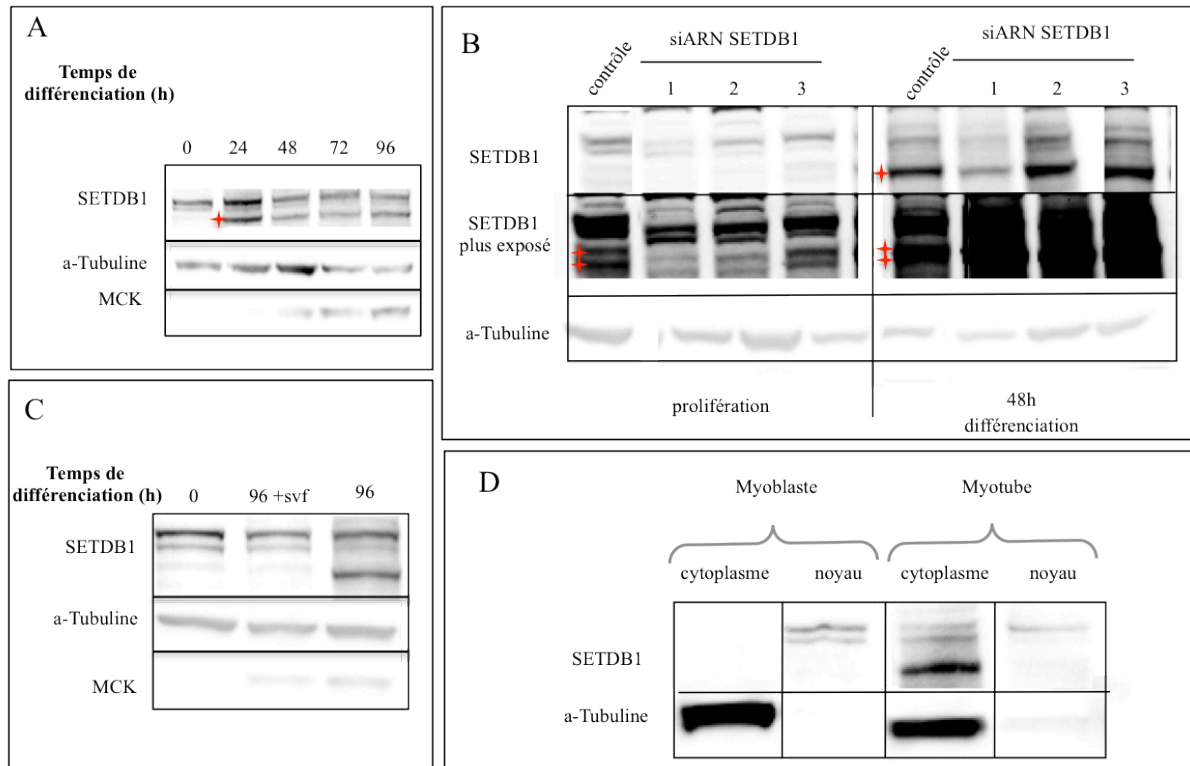 A
Temps de
différenciation (h)
0 24 48 72 96
SETDB1
a-Tubuline
MCK
B
contrôle
siARN SETDB1
1 2 3
contrôle
siARN SETDB1
1 2 3
SETDB1
SETDB1
plus exposé
a-Tubuline
prolifération
48h
différenciation
C
Temps de
différenciation (h)
0 96 +svf 96
SETDB1
a-Tubuline
MCK
D
Myoblaste Myotube
cytoplasme noyau cytoplasme noyau
SETDB1
a-Tubuline